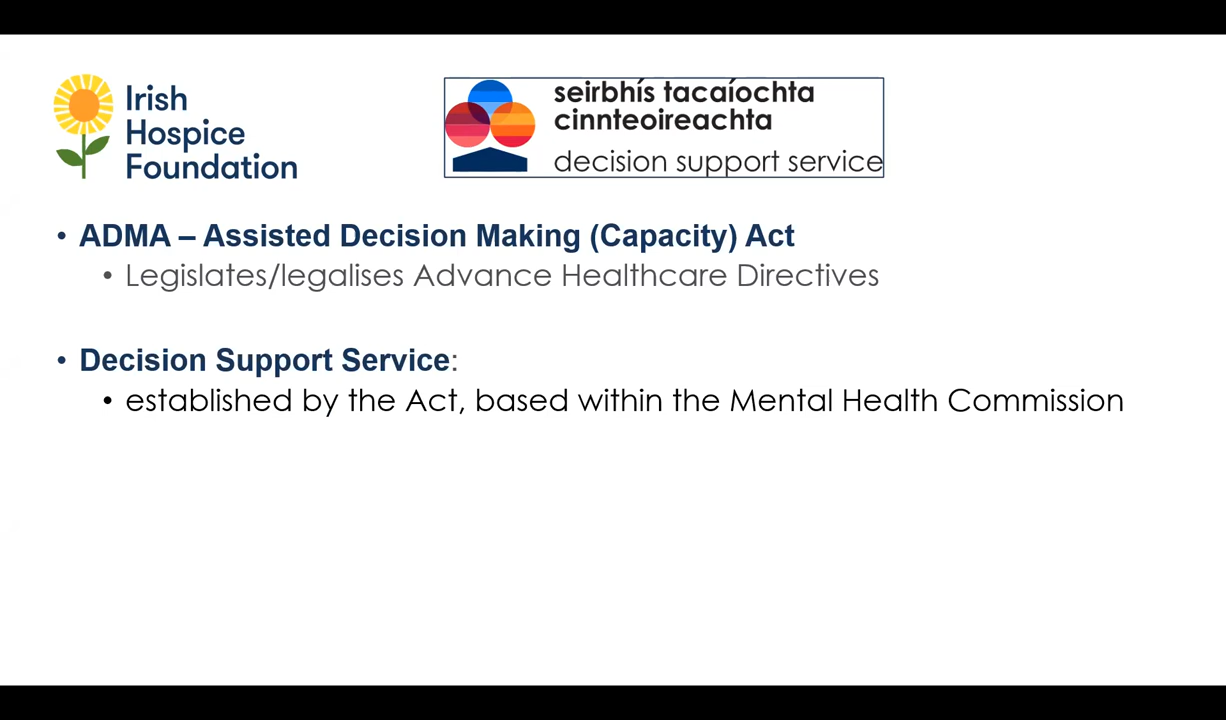 Irish
Hospice
Foundation
seirbhís tacaíochta
cinnteoireachta
decision support service
• ADMA – Assisted Decision Making (Capacity) Act
• Legislates/legalises Advance Healthcare Directives
• Decision Support Service:
• established by the Act, based within the Mental Health Commission